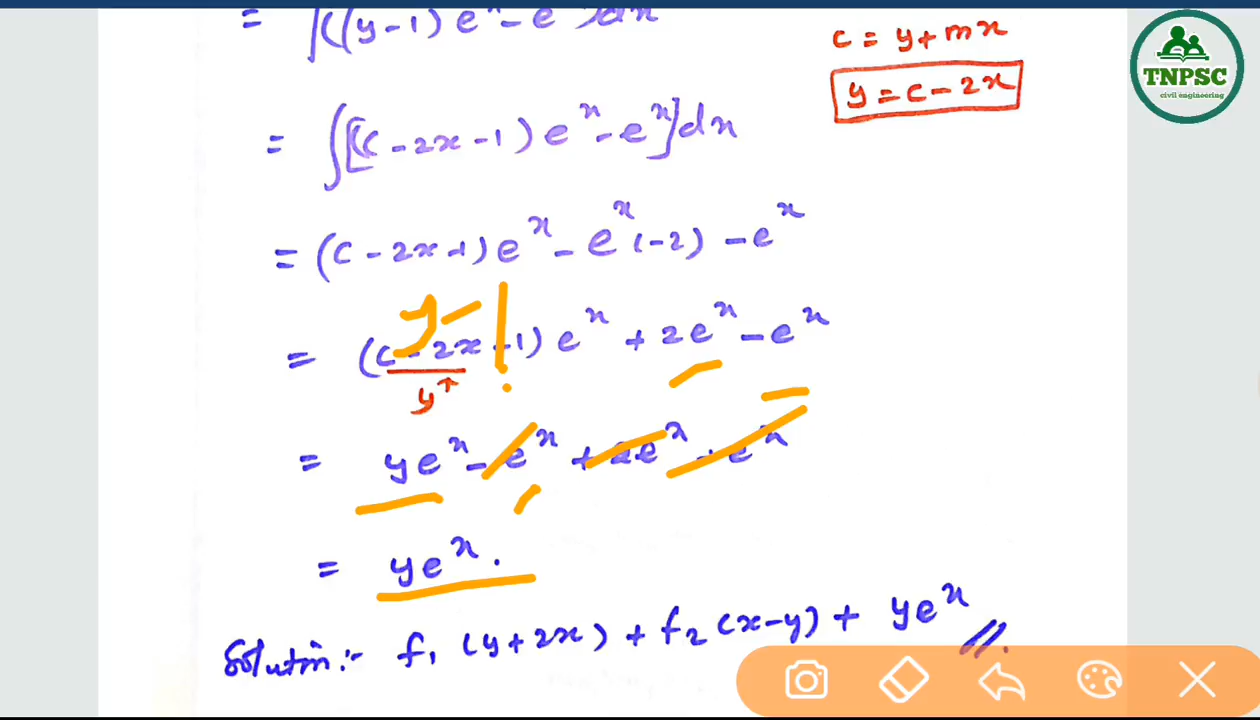 = ∫((y-1) eˣ - e )dx
c = y+mx
y = c-2x
TNPSC
civil engineering
= ∫[(c-2x-1) eˣ - eˣ] dx
= (c-2x-1) eˣ - eˣ (-2) - eˣ
y - 1
= (c-2x-1) eˣ + 2eˣ - eˣ
y
= yeˣ - eˣ + 2eˣ - eˣ
= yeˣ.
Solution:- f₁ (y+2x) + f₂ (x-y) + yeˣ //.